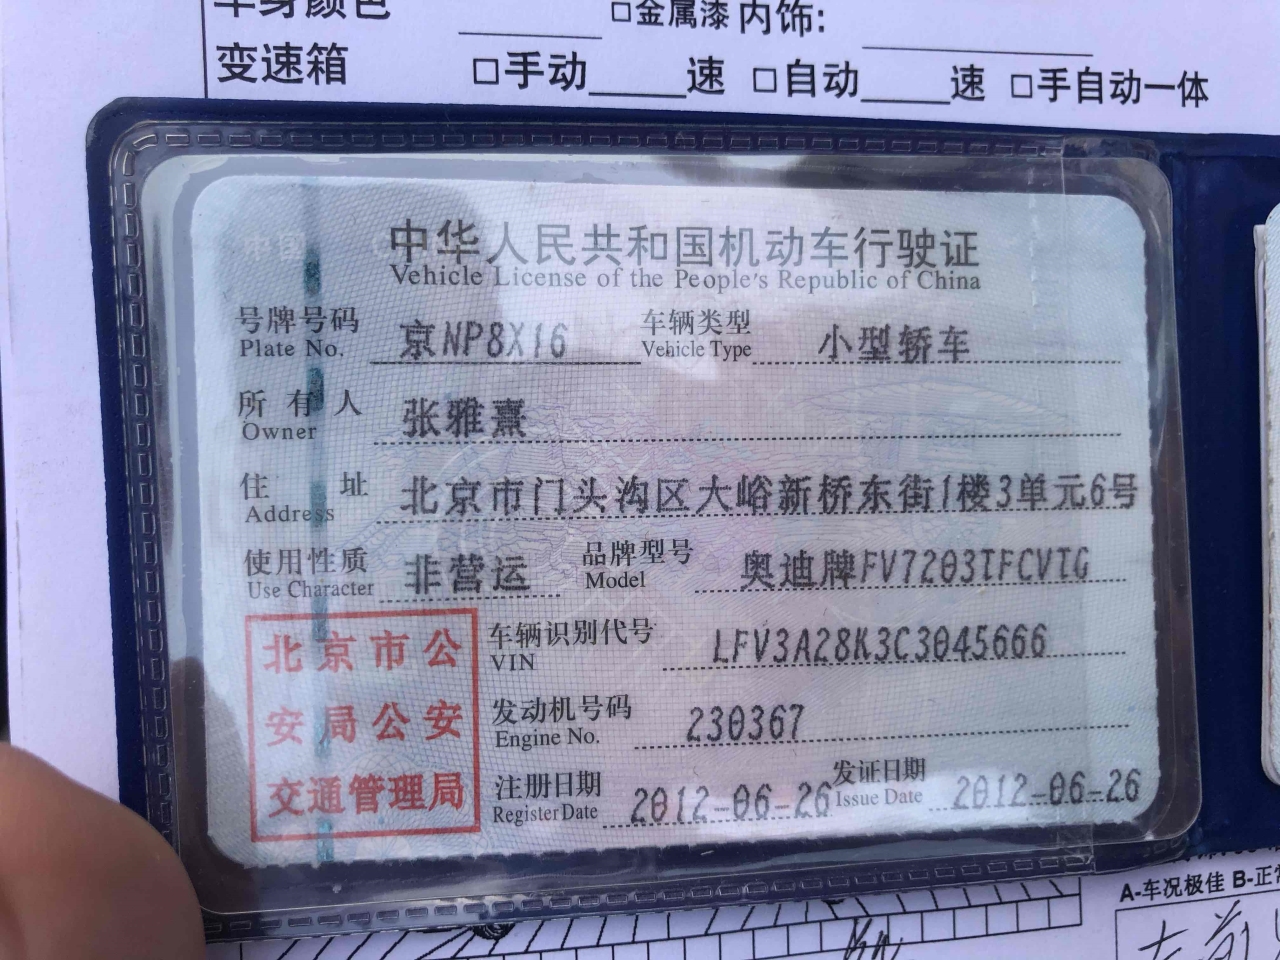 车身颜色 □金属漆 内饰:
变速箱 □手动 速 □自动 速 □手自动一体
中华人民共和国机动车行驶证
Vehicle License of the People's Republic of China
号牌号码 京NP8X16 车辆类型 小型轿车
Plate No. Vehicle Type
所有人 张雅熹
Owner
住址 北京市门头沟区大峪新桥东街1楼3单元6号
Address
使用性质 非营运 品牌型号 奥迪牌FV7203TFCVTG
Use Character Model
北京市公
安局公安
交通管理局
车辆识别代号 LFV3A28K3C3045666
VIN
发动机号码 230367
Engine No.
注册日期 2012-06-26 发证日期 2012-06-26
Register Date Issue Date
A-车况极佳 B-正常